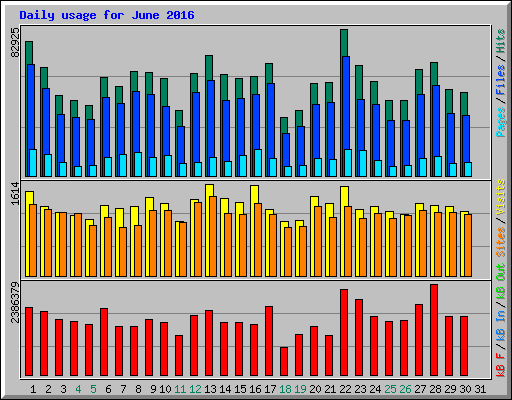 Daily usage for June 2016
82925
Pages / Files / Hits
1614
Sites / Visits
2386379
kB F / kB In / kB Out
1 2 3 4 5 6 7 8 9 10 11 12 13 14 15 16 17 18 19 20 21 22 23 24 25 26 27 28 29 30 31